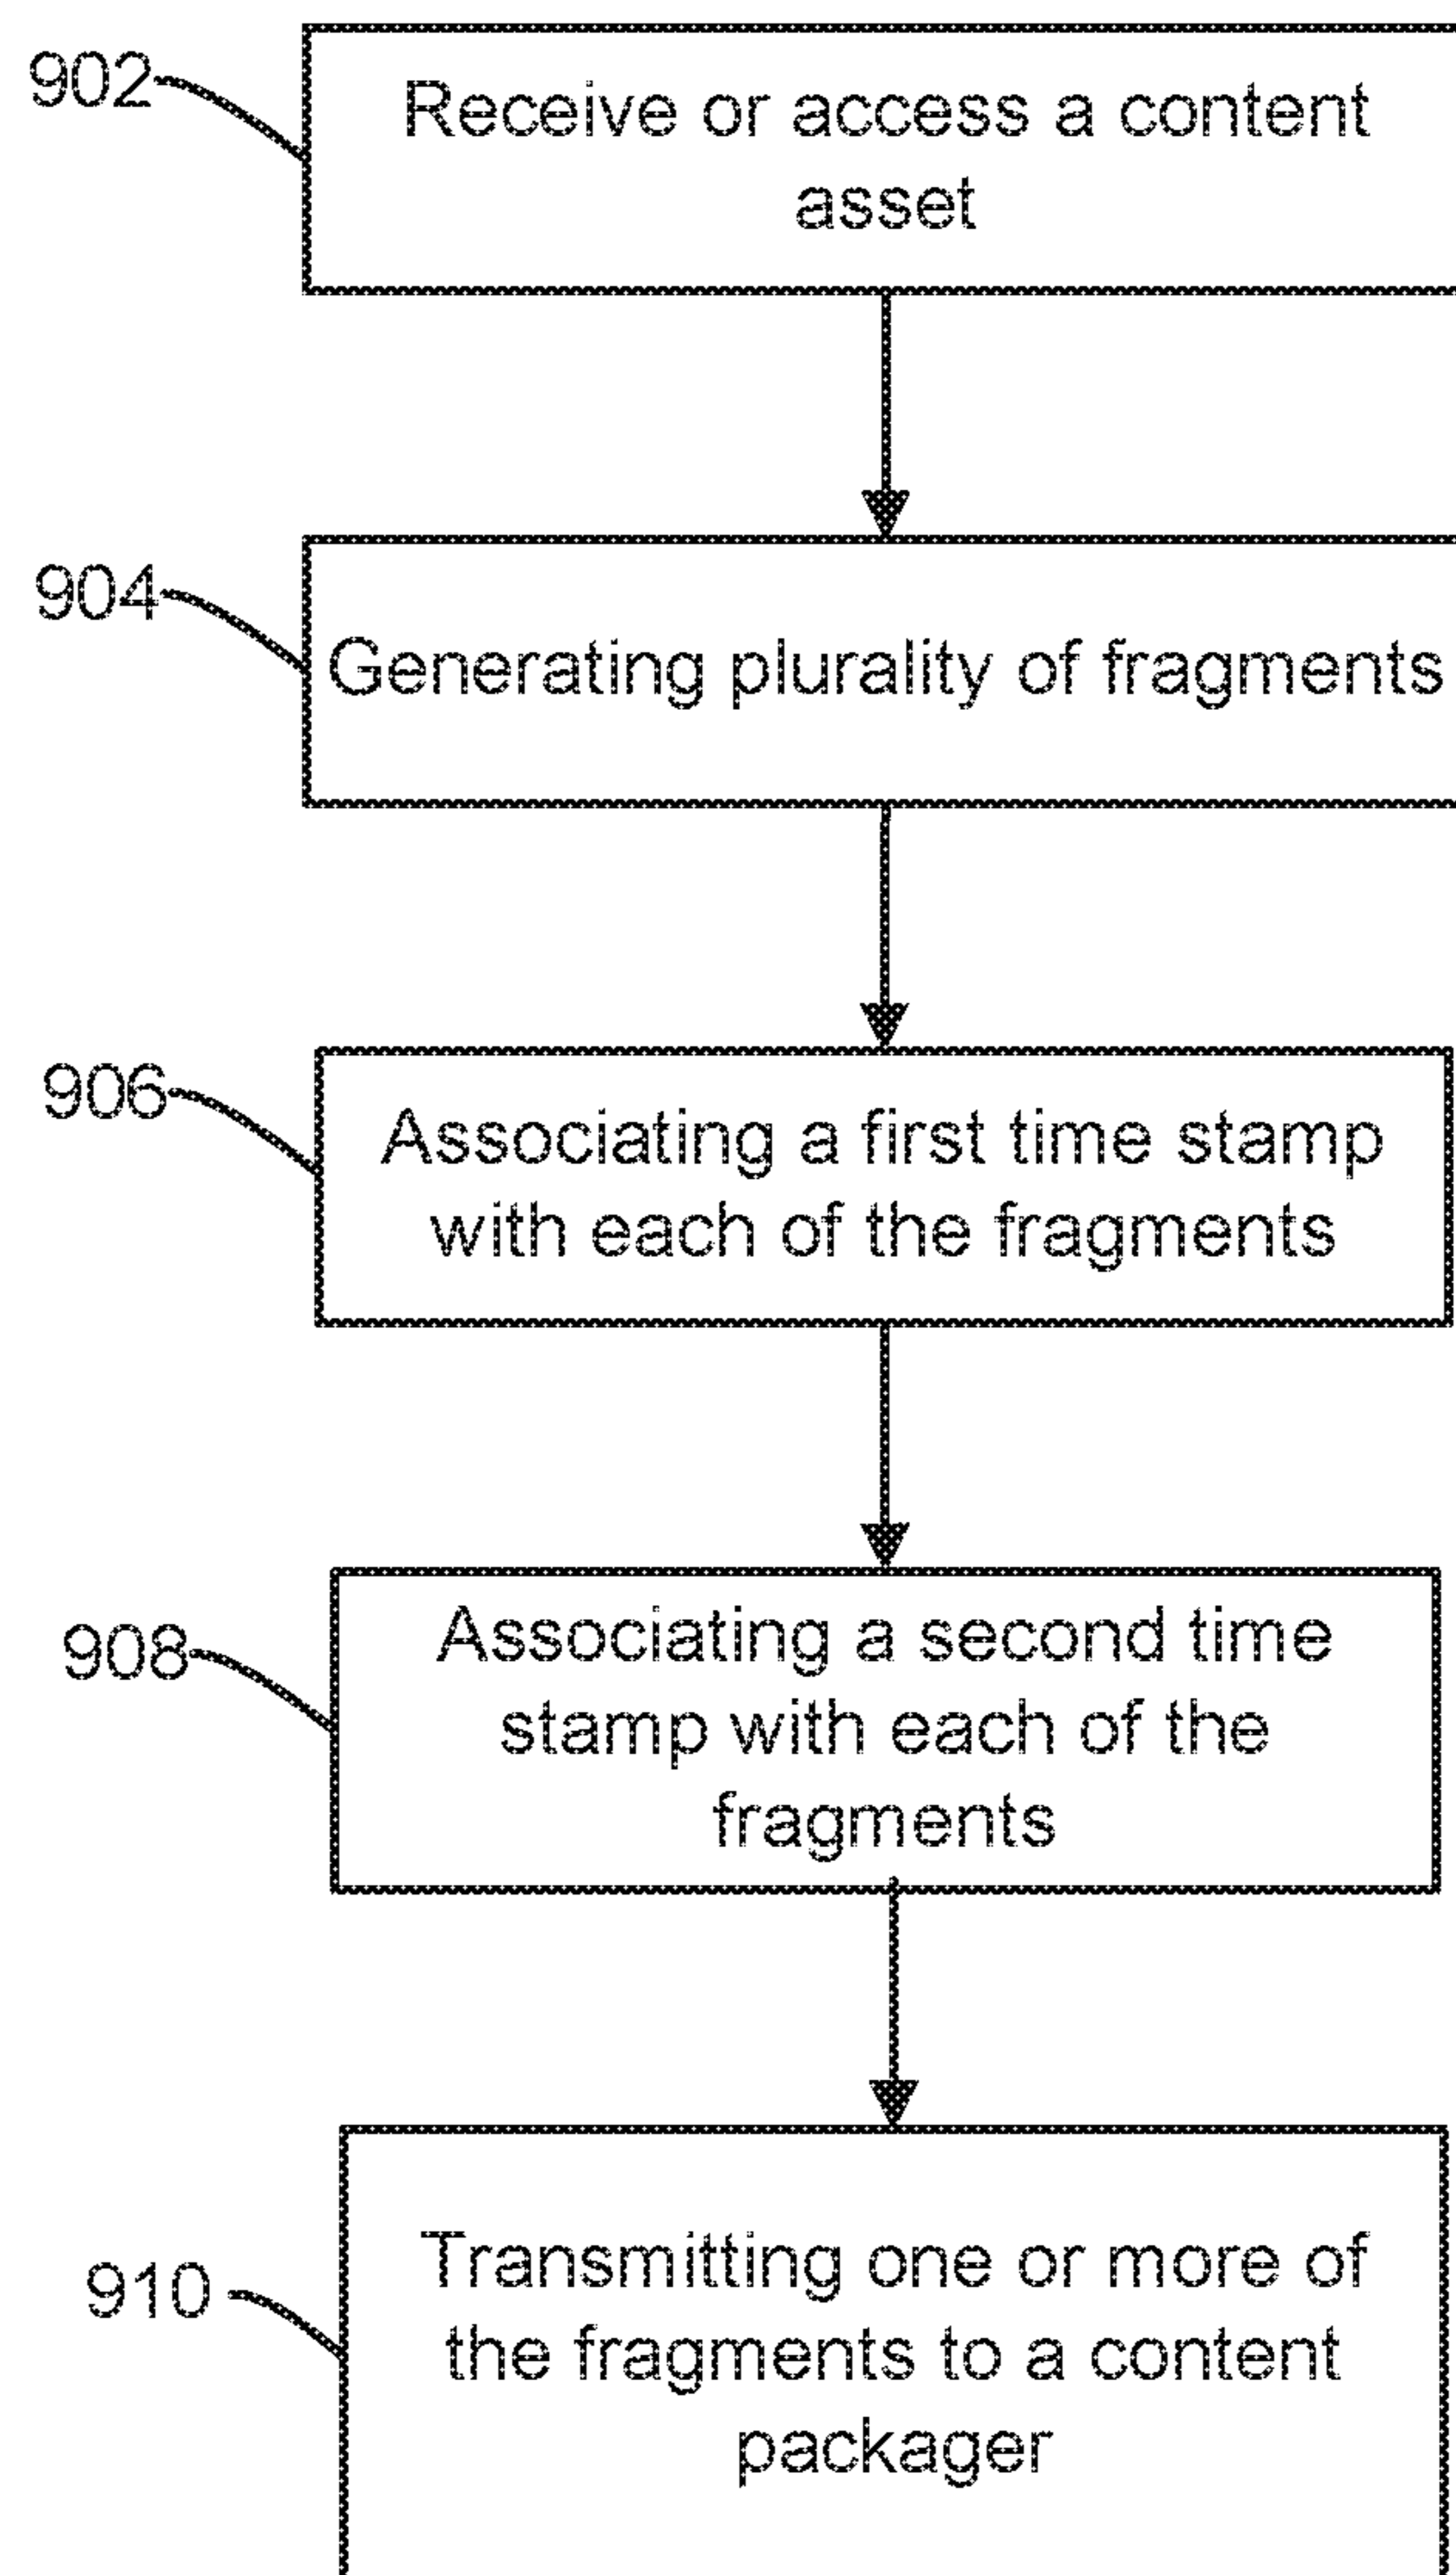 902
Receive or access a content
asset
904
Generating plurality of fragments
906
Associating a first time stamp
with each of the fragments
908
Associating a second time
stamp with each of the
fragments
910
Transmitting one or more of
the fragments to a content
packager